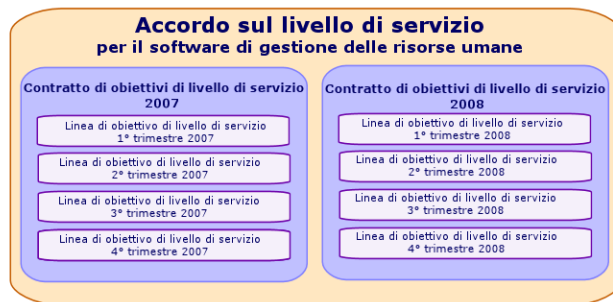 Accordo sul livello di servizio
per il software di gestione delle risorse umane
Contratto di obiettivi di livello di servizio
2007
Linea di obiettivo di livello di servizio
1° trimestre 2007
Linea di obiettivo di livello di servizio
2° trimestre 2007
Linea di obiettivo di livello di servizio
3° trimestre 2007
Linea di obiettivo di livello di servizio
4° trimestre 2007
Contratto di obiettivi di livello di servizio
2008
Linea di obiettivo di livello di servizio
1° trimestre 2008
Linea di obiettivo di livello di servizio
2° trimestre 2008
Linea di obiettivo di livello di servizio
3° trimestre 2008
Linea di obiettivo di livello di servizio
4° trimestre 2008